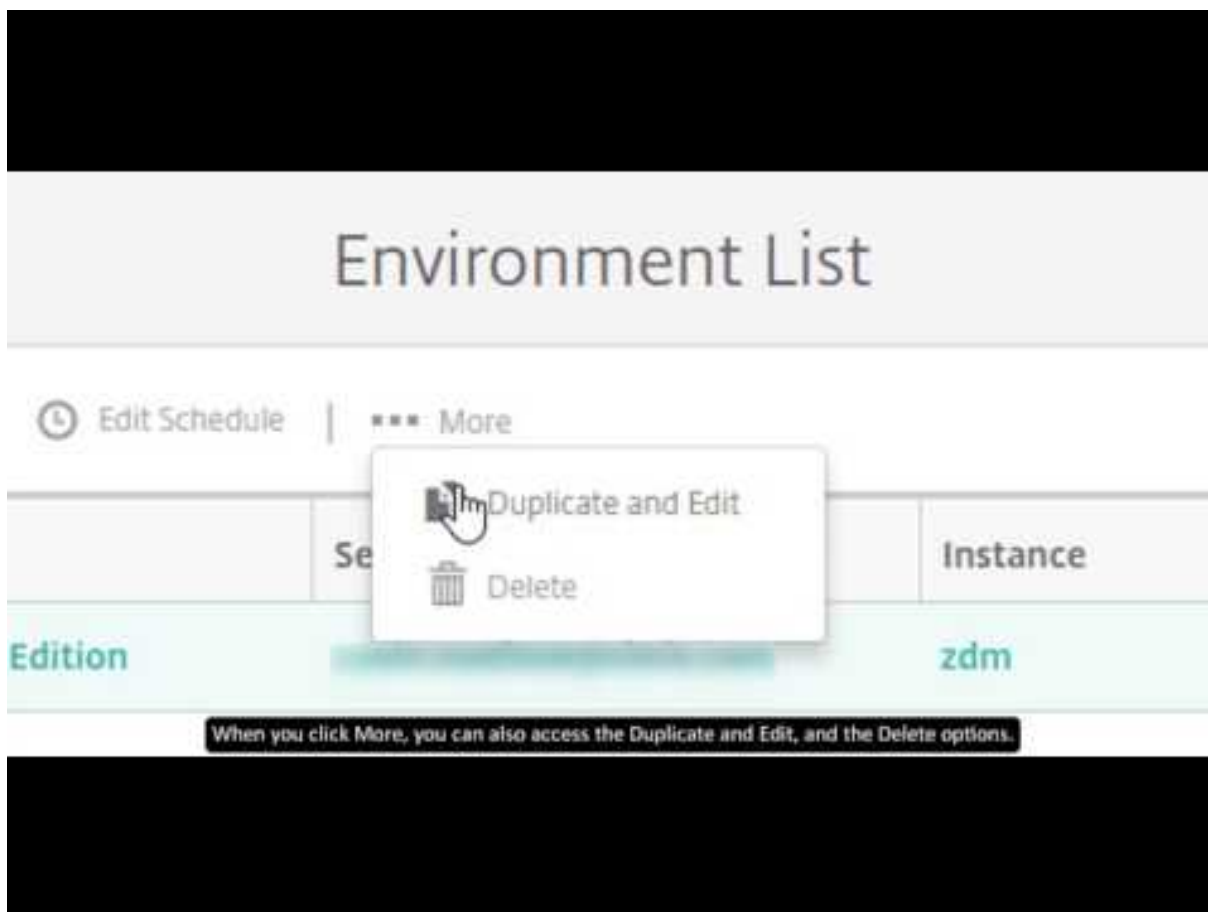 Environment List
Edit Schedule | ••• More
Duplicate and Edit
Se Instance
Delete
Edition zdm
When you click More, you can also access the Duplicate and Edit, and the Delete options.